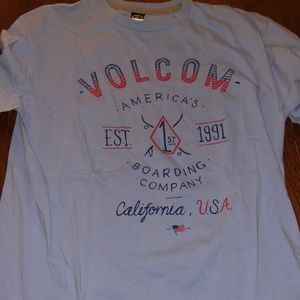 - VOLCOM -
AMERICA'S
EST. 1ST 1991
BOARDING
COMPANY
California, USA